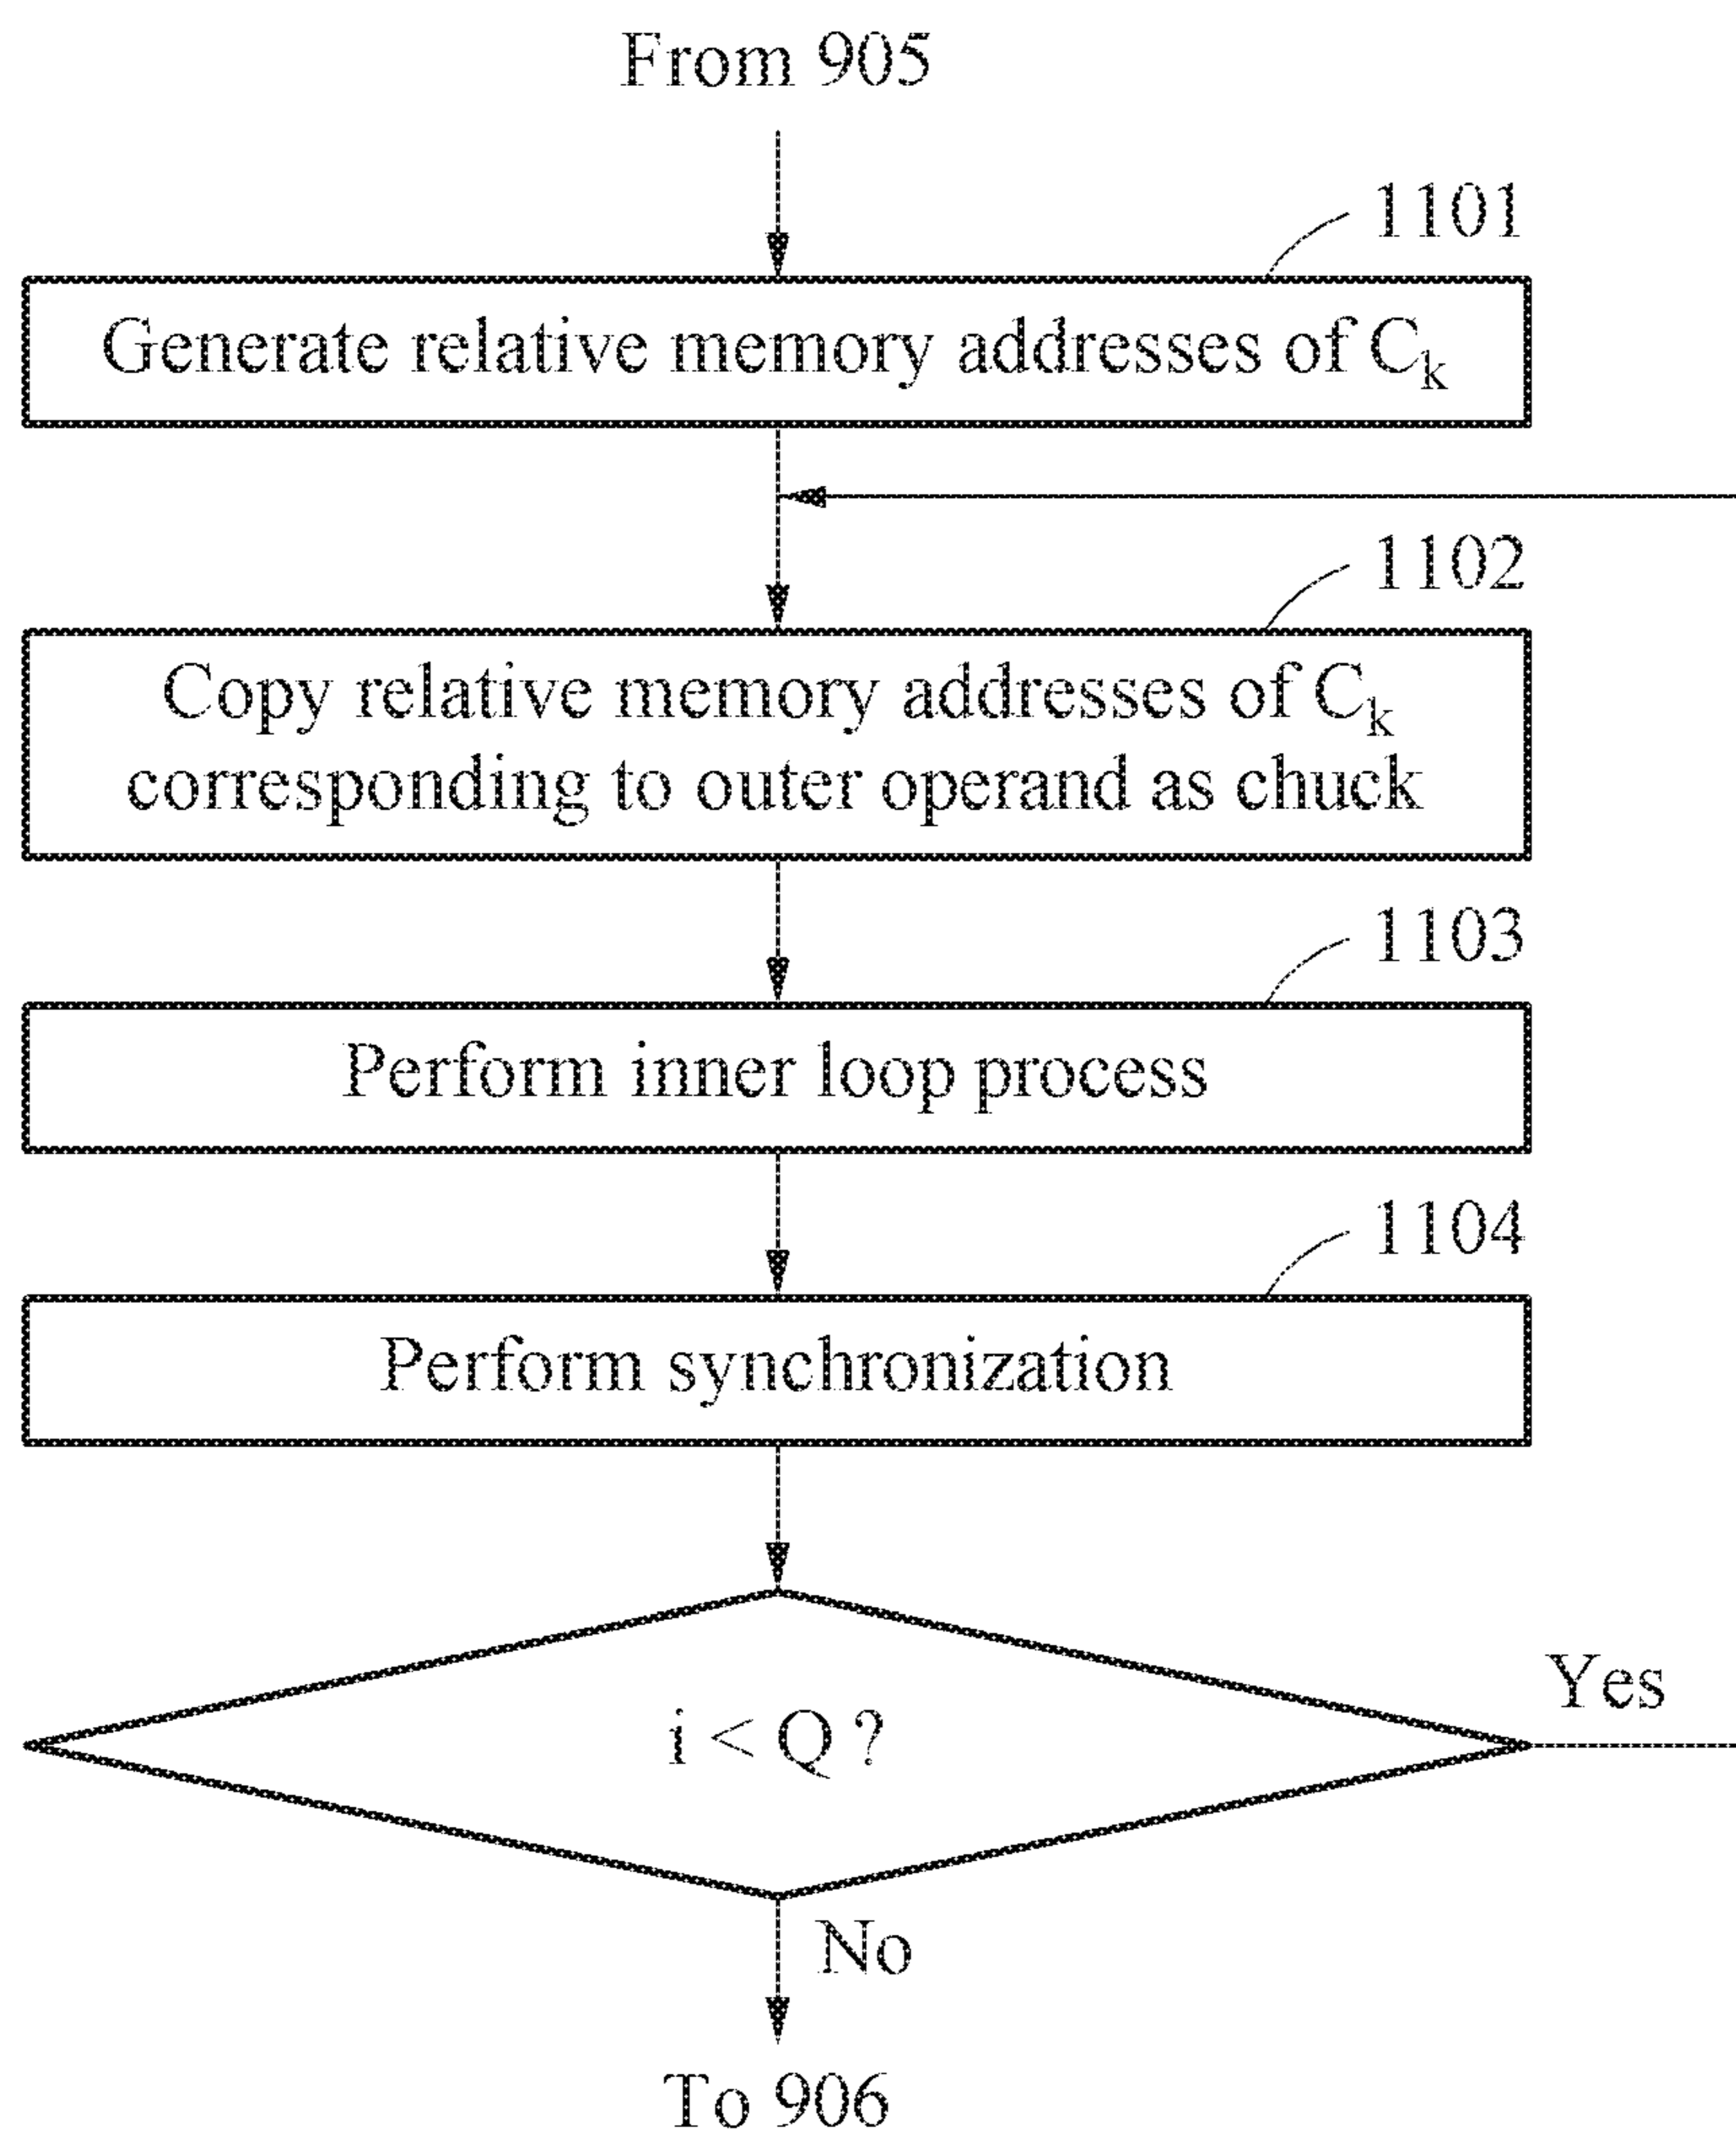 From 905
1101
Generate relative memory addresses of Cₖ
1102
Copy relative memory addresses of Cₖ
corresponding to outer operand as chuck
1103
Perform inner loop process
1104
Perform synchronization
i < Q ?
Yes
No
To 906